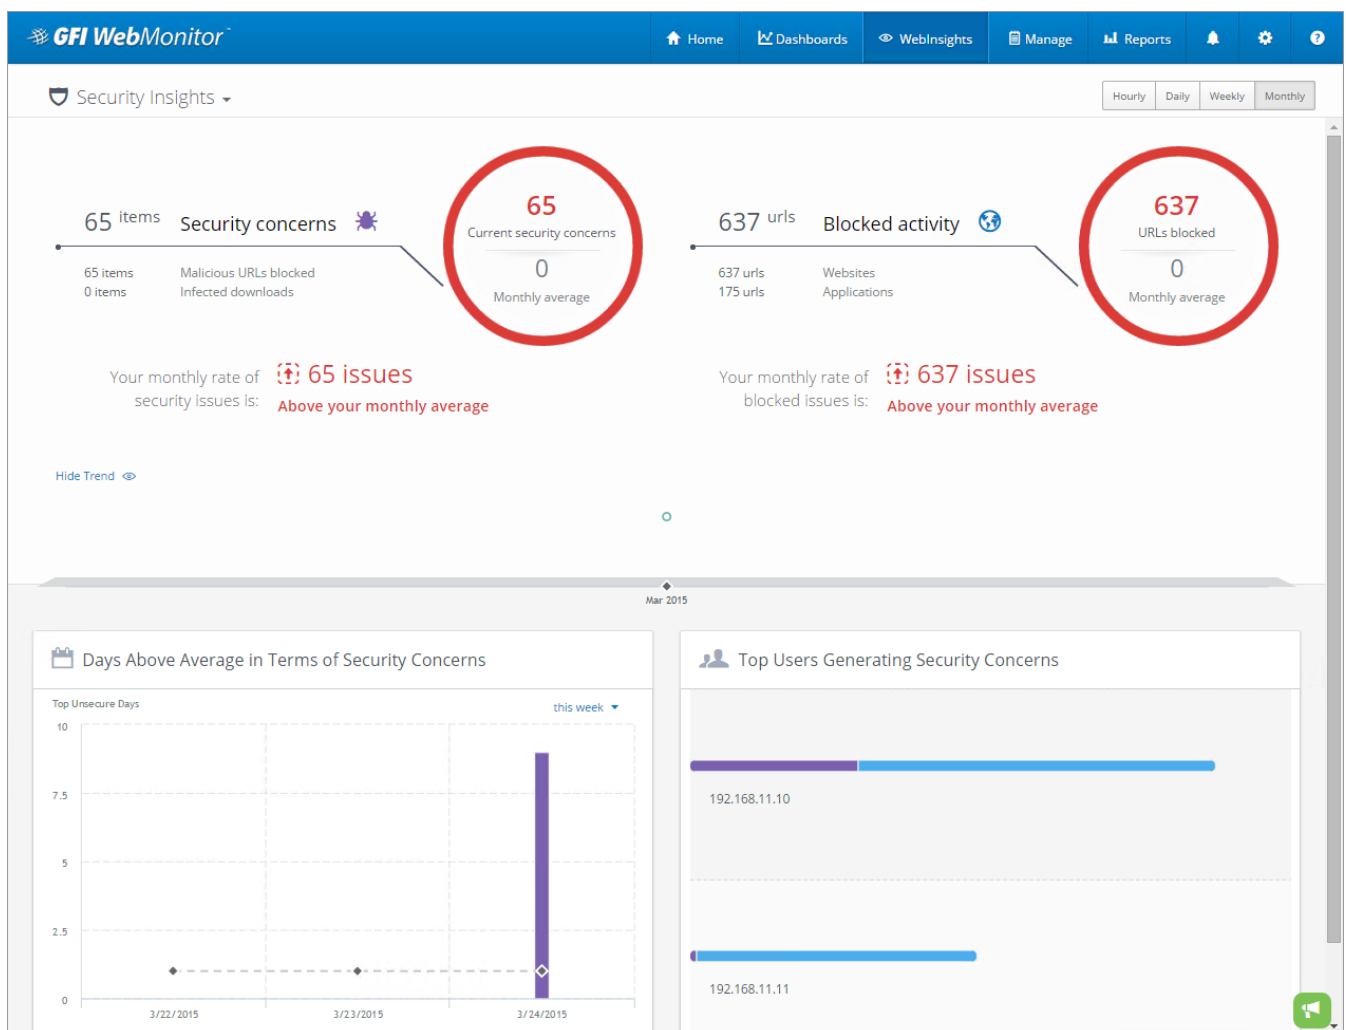 GFI WebMonitor™
Home Dashboards WebInsights Manage Reports ?
Security Insights
Hourly Daily Weekly Monthly
65 items Security concerns
65 items Malicious URLs blocked
0 items Infected downloads
65
Current security concerns
0
Monthly average
637 urls Blocked activity
637 urls Websites
175 urls Applications
637
URLs blocked
0
Monthly average
Your monthly rate of security issues is:
65 issues
Above your monthly average
Your monthly rate of blocked issues is:
637 issues
Above your monthly average
Hide Trend
Mar 2015
Days Above Average in Terms of Security Concerns
Top Unsecure Days
this week
10
7.5
5
2.5
0
3/22/2015 3/23/2015 3/24/2015
Top Users Generating Security Concerns
192.168.11.10
192.168.11.11